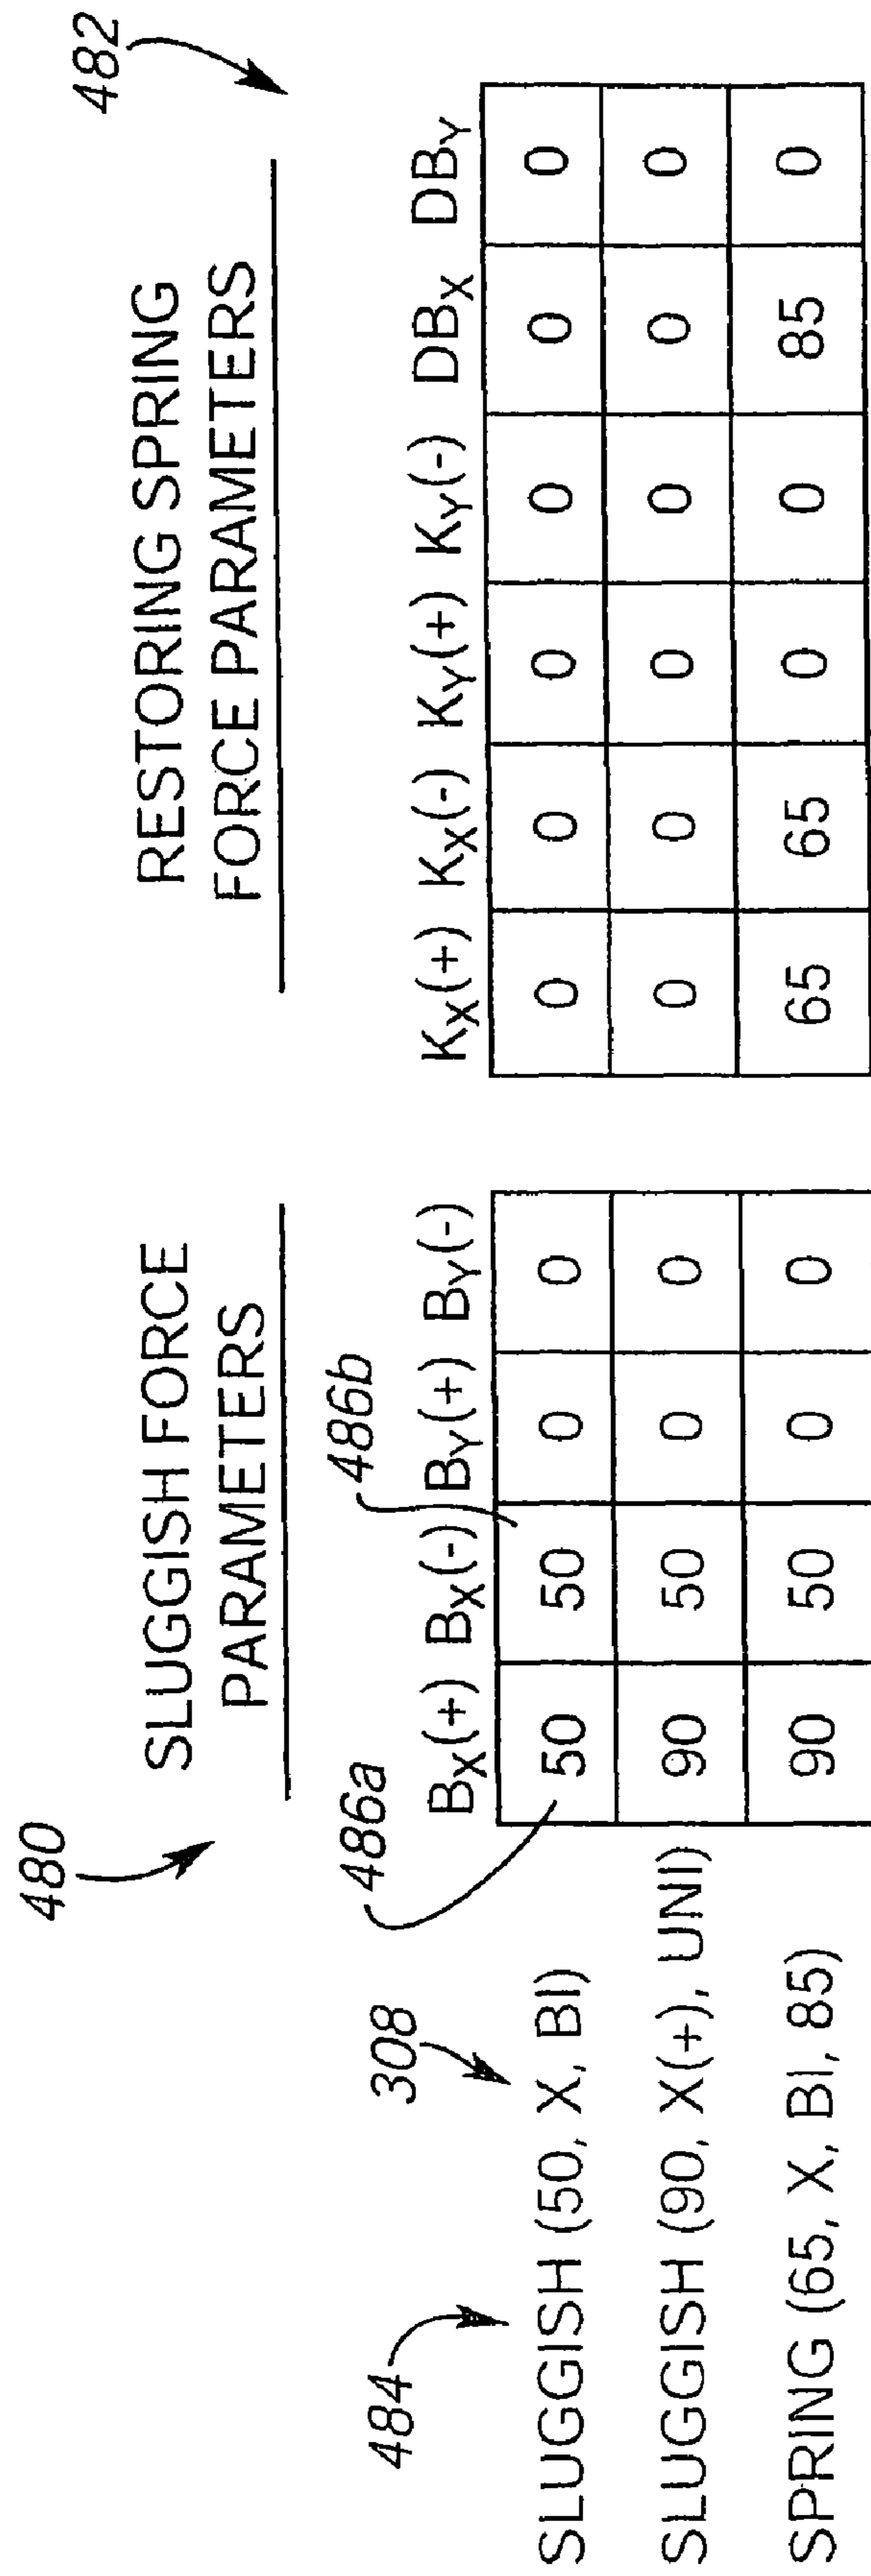 480
482
SLUGGISH FORCE
PARAMETERS
RESTORING SPRING
FORCE PARAMETERS
484
308
486a
486b
BX(+) BX(-) BY(+) BY(-)
KX(+) KX(-) KY(+) KY(-) DBX DBY
SLUGGISH (50, X, BI) 50 50 0 0 0 0 0 0 0 0
SLUGGISH (90, X(+), UNI) 90 50 0 0 0 0 0 0 0 0
SPRING (65, X, BI, 85) 90 50 0 0 65 65 0 0 85 0